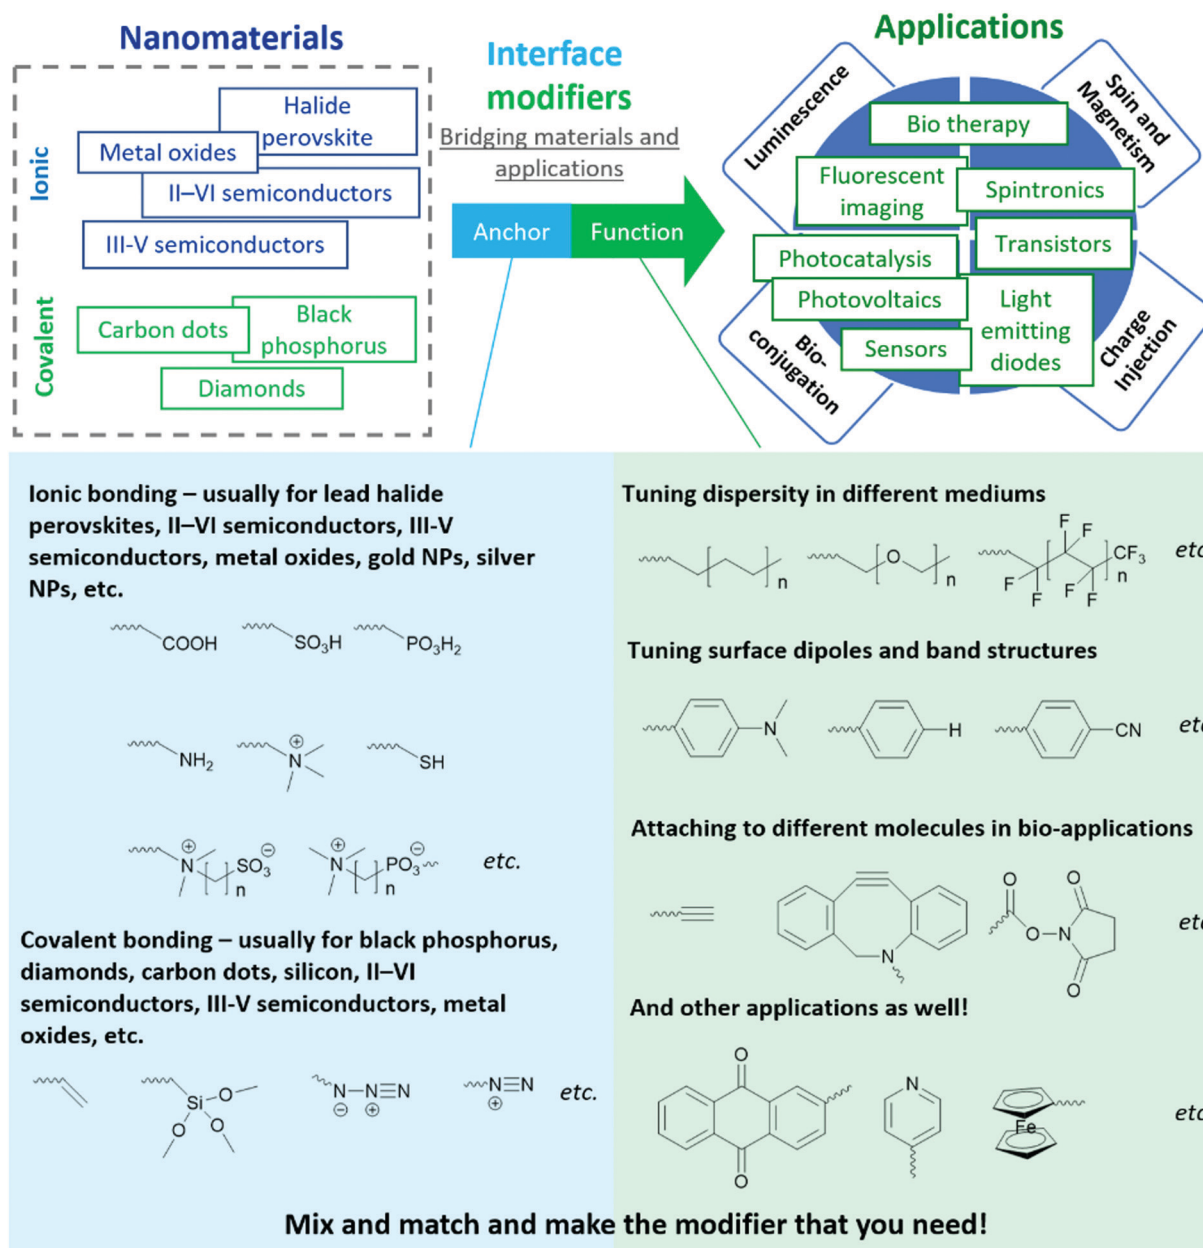 Nanomaterials
Ionic
Halide
perovskite
Metal oxides
II–VI semiconductors
III-V semiconductors
Covalent
Carbon dots
Black
phosphorus
Diamonds
Interface
modifiers
Bridging materials and
applications
Anchor
Function
Applications
Luminescence
Spin and
Magnetism
Bio therapy
Fluorescent
imaging
Spintronics
Photocatalysis
Transistors
Photovoltaics
Light
emitting
diodes
Sensors
Bio-
conjugation
Charge
Injection
Ionic bonding – usually for lead halide
perovskites, II–VI semiconductors, III-V
semiconductors, metal oxides, gold NPs, silver
NPs, etc.
COOH
SO3H
PO3H2
NH2
N
⊕
SH
N
⊕
SO3
⊖
n
N
⊕
PO3
⊖
n
etc.
Covalent bonding – usually for black phosphorus,
diamonds, carbon dots, silicon, II–VI
semiconductors, III-V semiconductors, metal
oxides, etc.
Si
O
O
O
N–N≡N
⊖ ⊕
N≡N
⊕
etc.
Tuning dispersity in different mediums
n
O
n
F
F
F
F
F
F
CF3
n
etc
Tuning surface dipoles and band structures
N
H
CN
etc
Attaching to different molecules in bio-applications
N
O
O
N
O
O
etc
And other applications as well!
O
O
N
Fe
etc
Mix and match and make the modifier that you need!